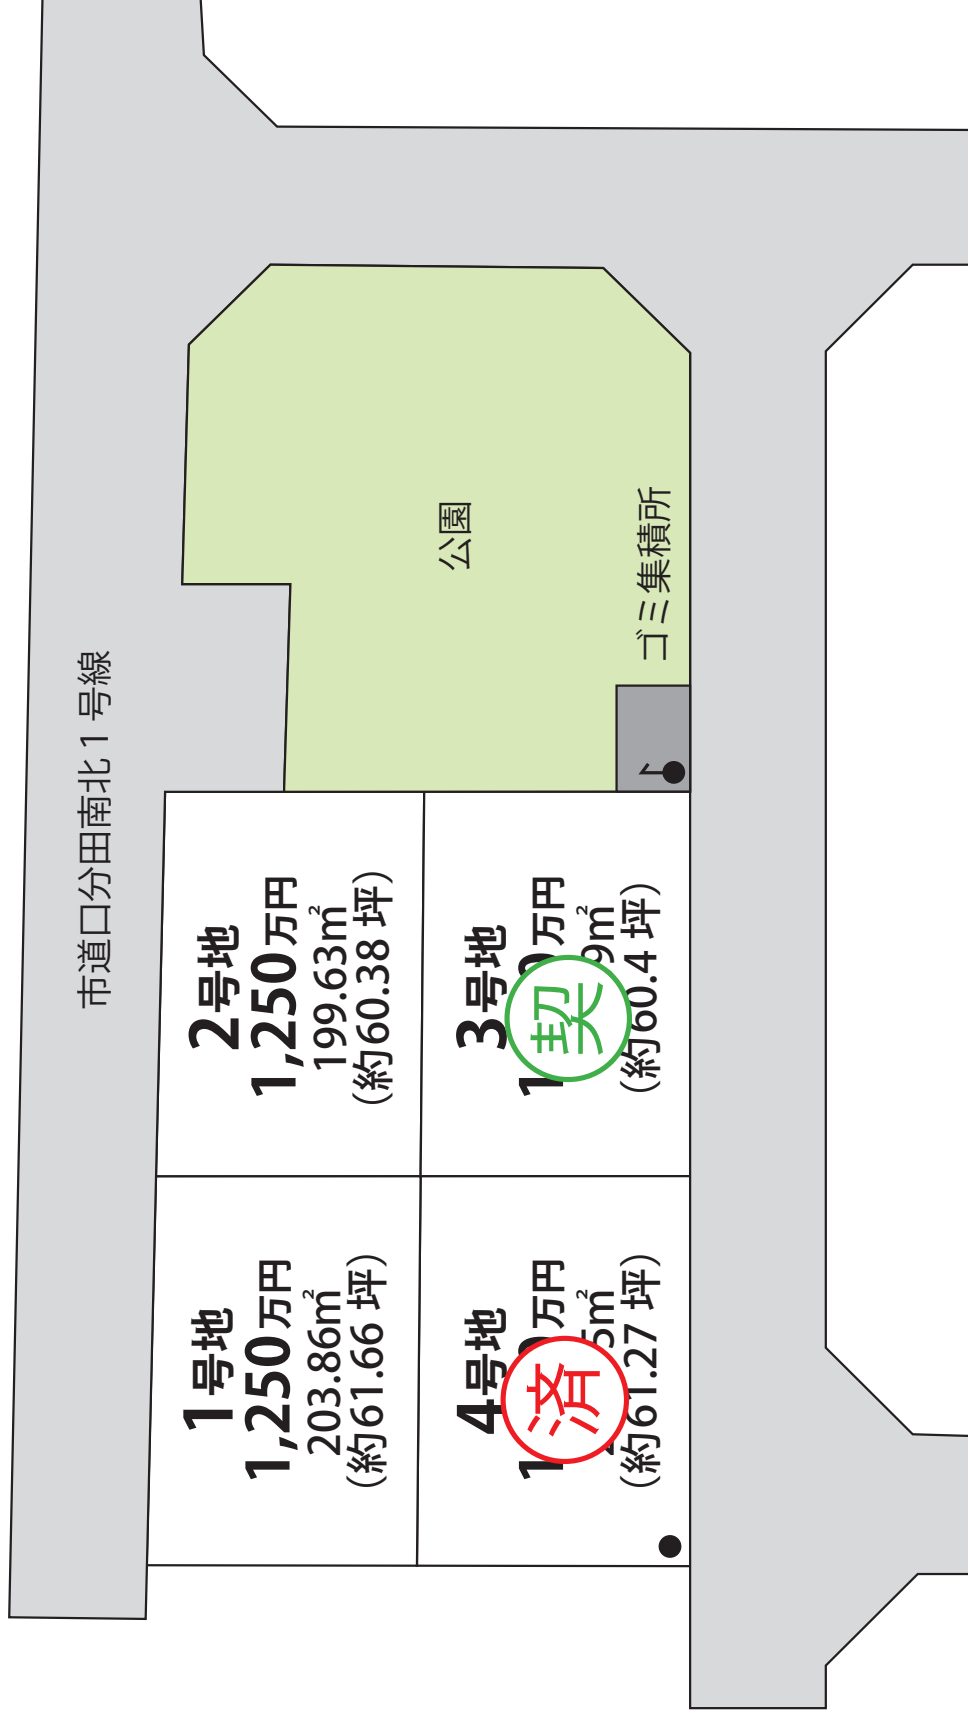 市道口分田南北1号線
公園
ゴミ集積所
1号地
1,250万円
203.86㎡
(約61.66坪)
2号地
1,250万円
199.63㎡
(約60.38坪)
4号地
万円
5㎡
(約61.27坪)
済
3号地
万円
9㎡
(約60.4坪)
契